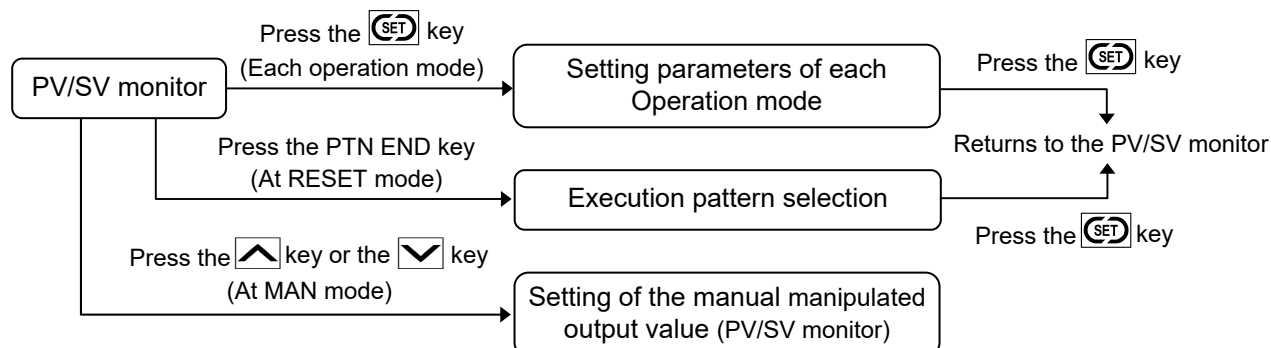 Press the SET key
(Each operation mode)
PV/SV monitor
Setting parameters of each
Operation mode
Press the SET key
Returns to the PV/SV monitor
Press the PTN END key
(At RESET mode)
Execution pattern selection
Press the SET key
Press the key or the key
(At MAN mode)
Setting of the manual manipulated
output value (PV/SV monitor)